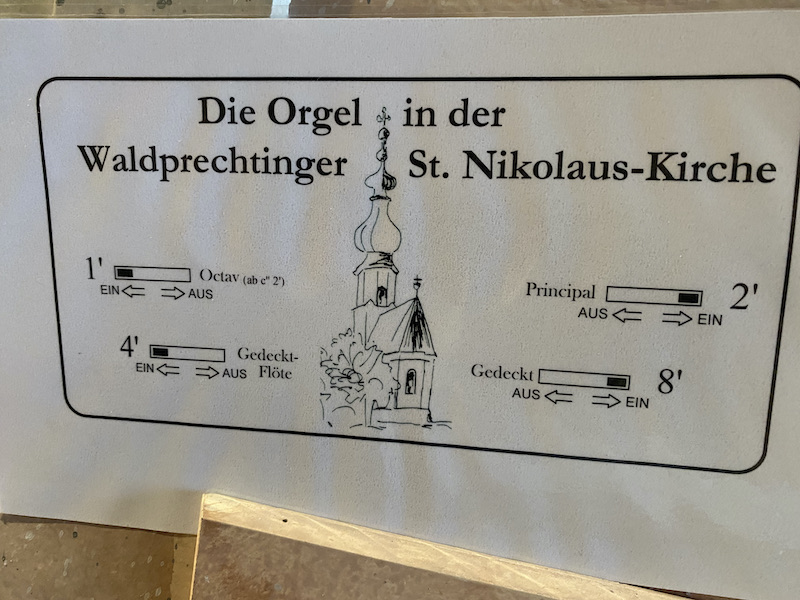 Die Orgel in der
Waldprechtinger St. Nikolaus-Kirche
1' Octav (ab c" 2')
EIN AUS
4' Gedeckt-
Flöte
EIN AUS
Principal 2'
AUS EIN
Gedeckt 8'
AUS EIN